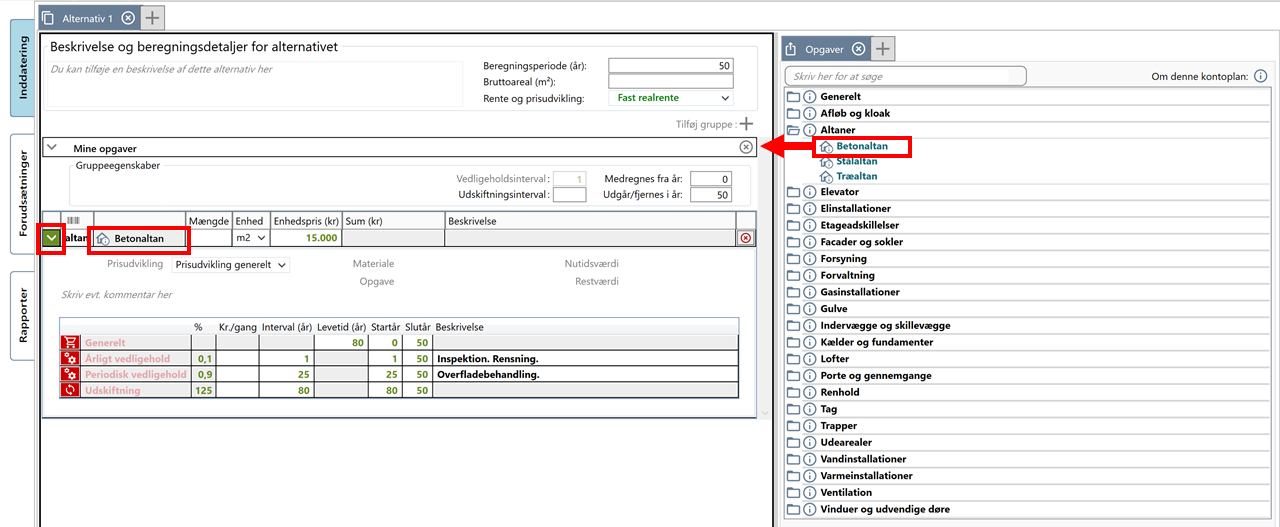 Inddatering
Forudsetninger
Rapporter
Alternativ 1
Beskrivelse og beregningsdetaljer for alternativet
Du kan tilføje en beskrivelse af dette alternativ her
Beregningsperiode (år): 50
Bruttoareal (m²):
Rente og prisudvikling: Fast realrente
Tilføj gruppe :
Mine opgaver
Gruppeegenskaber
Vedligeholdsinterval : 1 Medregnes fra år: 0
Udskiftningsinterval: Udgår/fjernes i år: 50
Mængde Enhed Enhedspris (kr) Sum (kr) Beskrivelse
altan Betonaltan m2 15.000
Prisudvikling Prisudvikling generelt Materiale Nutidsværdi
Opgave Restværdi
Skriv evt. kommentar her
% Kr./gang Interval (år) Levetid (år) Startår Slutår Beskrivelse
Generelt 80 0 50
Årligt vedligehold 0,1 1 1 50 Inspektion. Rensning.
Periodisk vedligehold 0,9 25 25 50 Overfladebehandling.
Udskiftning 125 80 80 50
Opgaver
Skriv her for at søge
Om denne kontoplan:
Generelt
Afløb og kloak
Altaner
Betonaltan
Stålaltan
Træaltan
Elevator
Elinstallationer
Etageadskillelser
Facader og sokler
Forsyning
Forvaltning
Gasinstallationer
Gulve
Indervægge og skillevægge
Kælder og fundamenter
Lofter
Porte og gennemgange
Renhold
Tag
Trapper
Udearealer
Vandinstallationer
Varmeinstallationer
Ventilation
Vinduer og udvendige døre